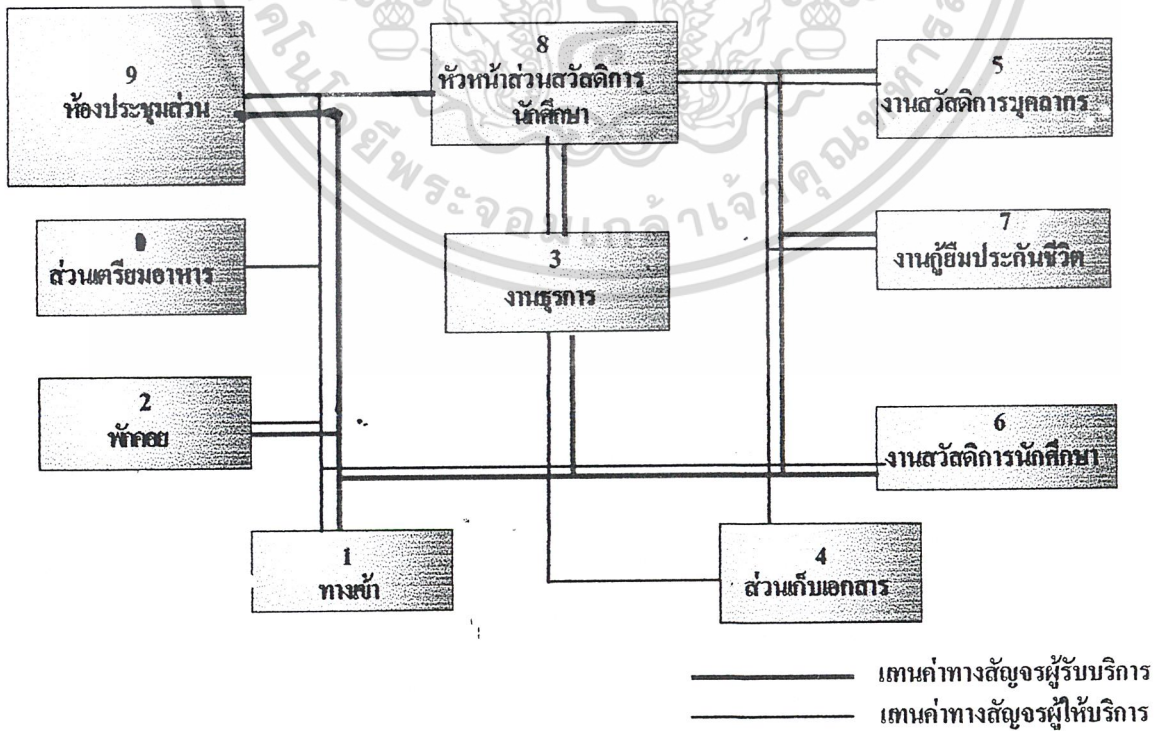 9
ห้องประชุมส่วน
8
หัวหน้าส่วนสวัสดิการ
นักศึกษา
5
งานสวัสดิการบุคลากร
ส่วนเตรียมอาหาร
3
งานธุรการ
7
งานกู้ยืมประกันชีวิต
2
พักคอย
6
งานสวัสดิการนักศึกษา
1
ทางเข้า
4
ส่วนเก็บเอกสาร
แทนค่าทางสัญจรผู้รับบริการ
แทนค่าทางสัญจรผู้ให้บริการ